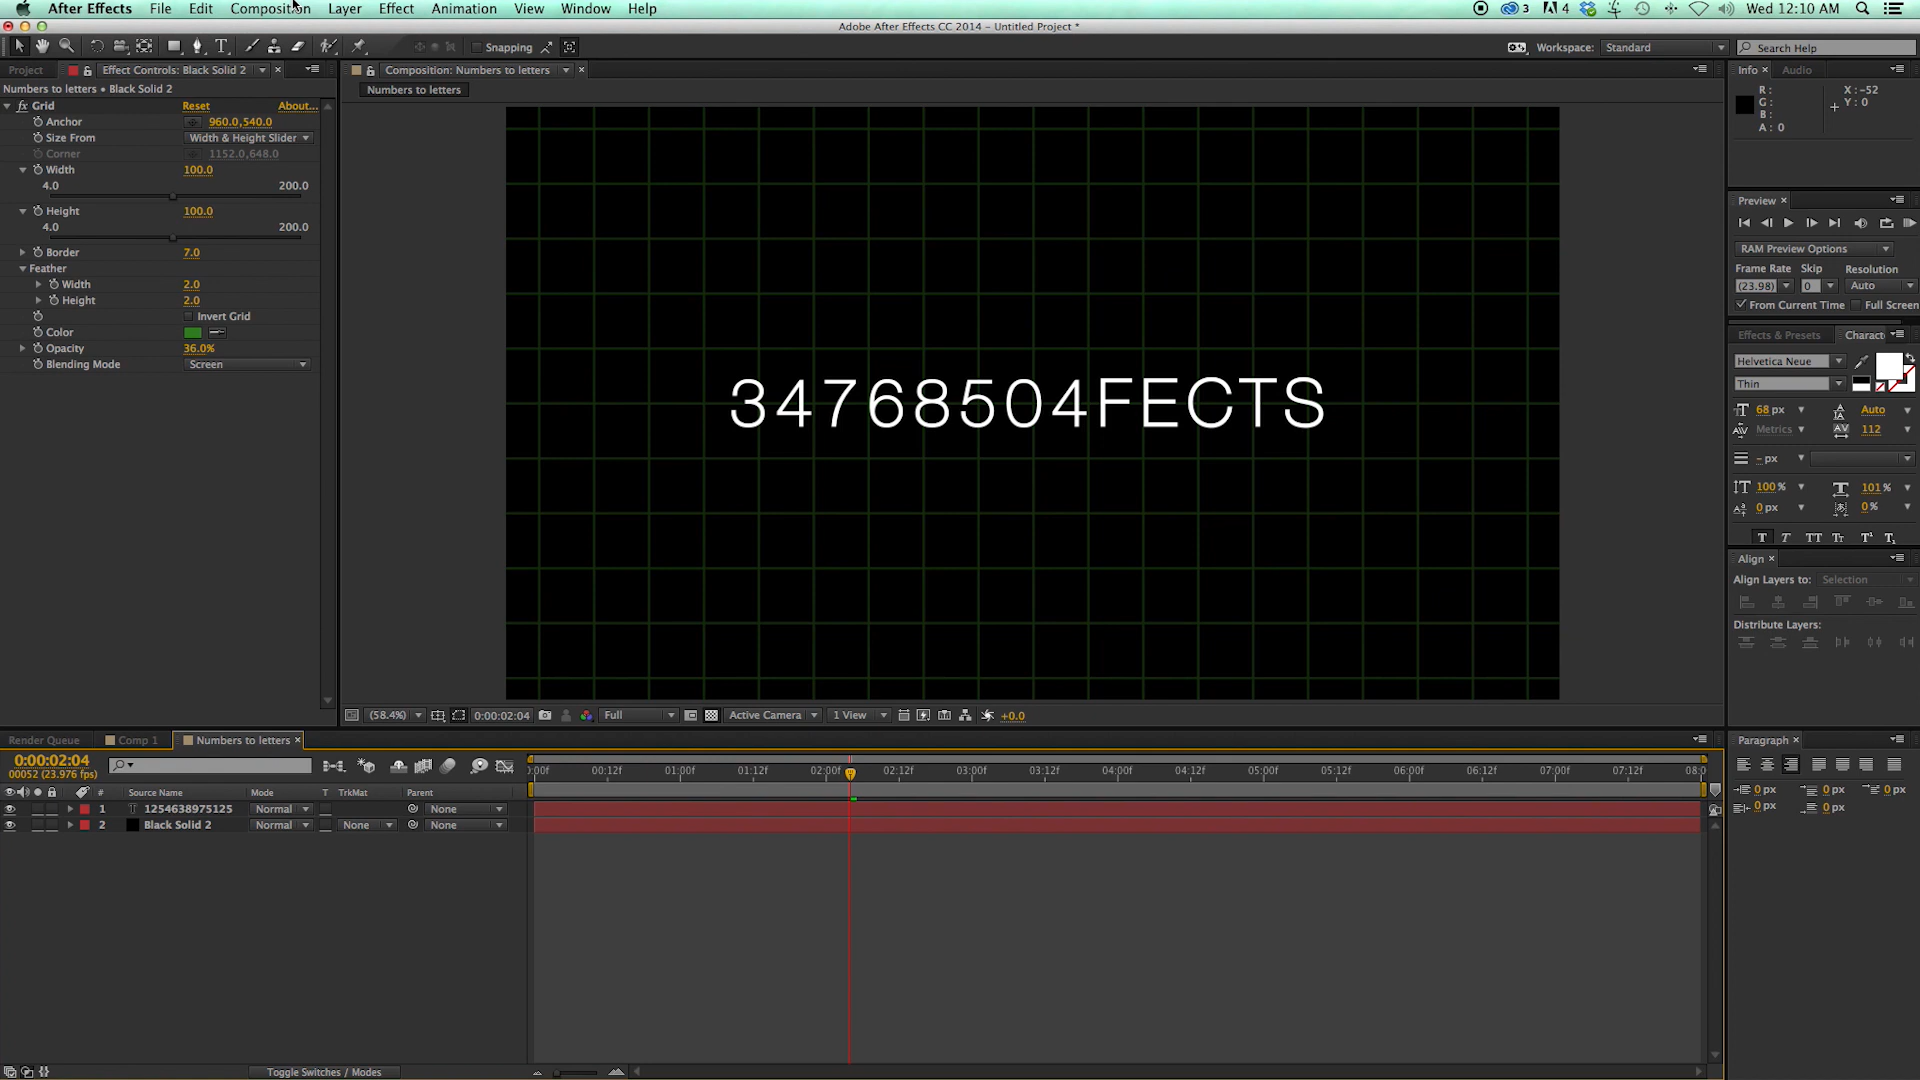 After Effects File Edit Composition Layer Effect Animation View Window Help 3 4 Wed 12:10 AM
Adobe After Effects CC 2014 – Untitled Project *
Snapping Workspace: Standard Search Help
Project Effect Controls: Black Solid 2 Composition: Numbers to letters Info Audio
Numbers to letters • Black Solid 2 Numbers to letters
Grid Reset About...
Anchor 960.0,540.0
Size From Width & Height Slider
Corner 1152.0,648.0
Width 100.0
4.0 200.0
Height 100.0
4.0 200.0
Border 7.0
Feather
Width 2.0
Height 2.0
Invert Grid
Color
Opacity 36.0%
Blending Mode Screen
34768504FECTS
R : X : -52
G : Y : 0
B :
A : 0
Preview
RAM Preview Options
Frame Rate Skip Resolution
(23.98) 0 Auto
From Current Time Full Screen
Effects & Presets Charact
Helvetica Neue
Thin
68 px Auto
Metrics 112
- px
100 % 101 %
0 px 0 %
T T TT Tr T¹ T₁
Align
Align Layers to: Selection
Distribute Layers:
(58.4%) 0:00:02:04 Full Active Camera 1 View +0.0
Render Queue Comp 1 Numbers to letters
0:00:02:04
00052 (23.976 fps)
):00f 00:12f 01:00f 01:12f 02:00f 02:12f 03:00f 03:12f 04:00f 04:12f 05:00f 05:12f 06:00f 06:12f 07:00f 07:12f 08:0
# Source Name Mode T TrkMat Parent
1 T 1254638975125 Normal None
2 Black Solid 2 Normal None None
Toggle Switches / Modes
Paragraph
0 px 0 px 0 px
0 px 0 px